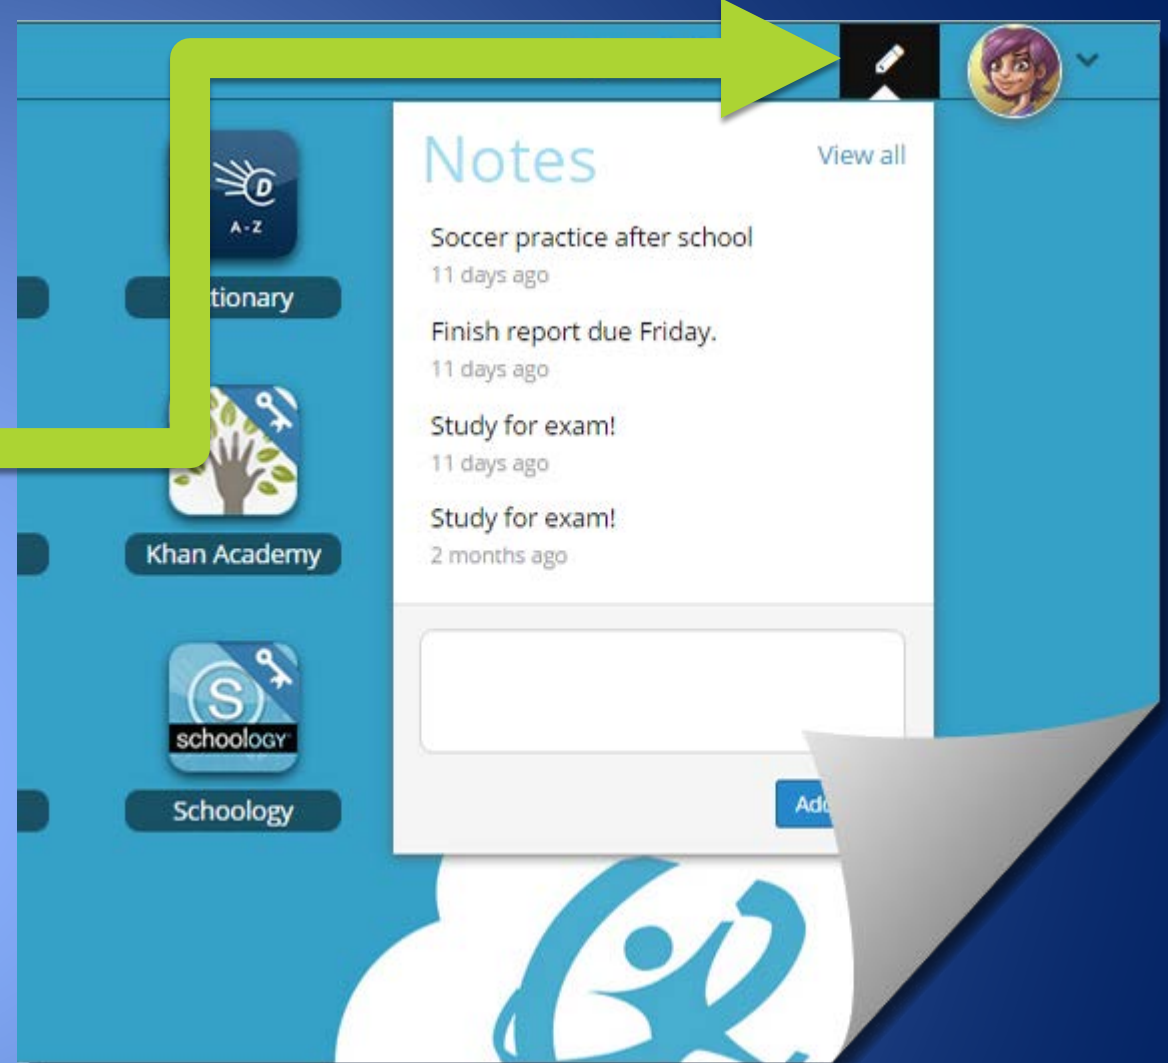 Notes
View all
Soccer practice after school
11 days ago
Finish report due Friday.
11 days ago
Study for exam!
11 days ago
Study for exam!
2 months ago
D
A-Z
tionary
Khan Academy
S
schoology
Schoology